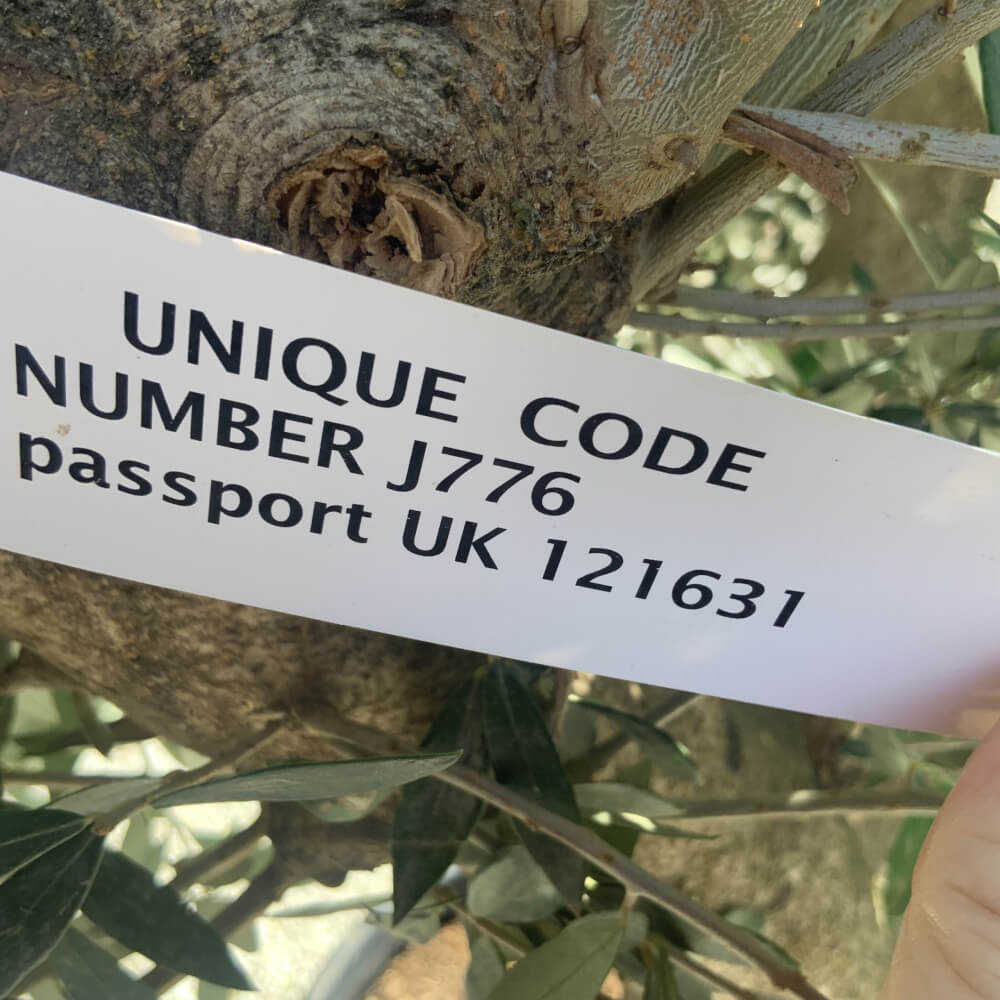 UNIQUE CODE
NUMBER J776
passport UK 121631